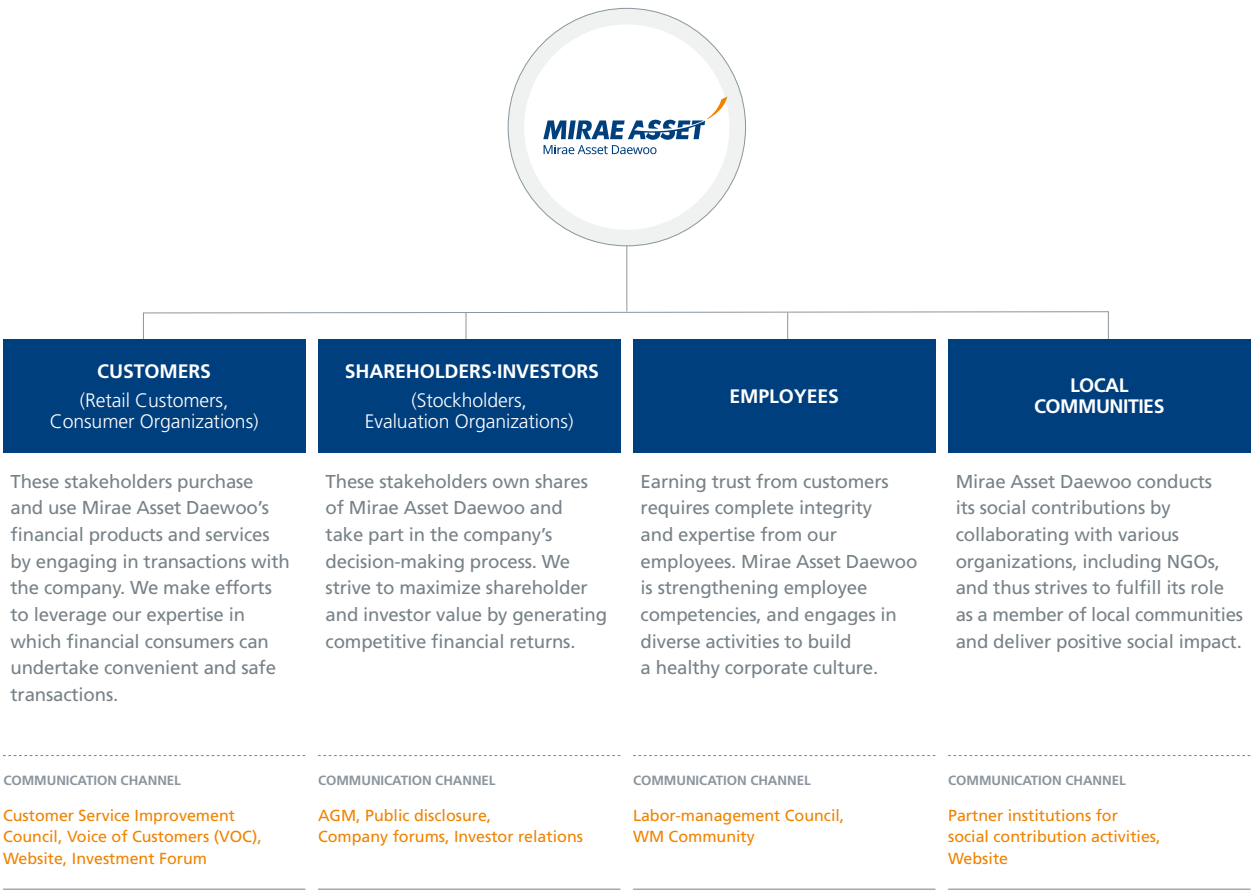 MIRAE ASSET
Mirae Asset Daewoo
CUSTOMERS
(Retail Customers,
Consumer Organizations)
These stakeholders purchase
and use Mirae Asset Daewoo’s
financial products and services
by engaging in transactions with
the company. We make efforts
to leverage our expertise in
which financial consumers can
undertake convenient and safe
transactions.
COMMUNICATION CHANNEL
Customer Service Improvement
Council, Voice of Customers (VOC),
Website, Investment Forum
SHAREHOLDERS·INVESTORS
(Stockholders,
Evaluation Organizations)
These stakeholders own shares
of Mirae Asset Daewoo and
take part in the company’s
decision-making process. We
strive to maximize shareholder
and investor value by generating
competitive financial returns.
COMMUNICATION CHANNEL
AGM, Public disclosure,
Company forums, Investor relations
EMPLOYEES
Earning trust from customers
requires complete integrity
and expertise from our
employees. Mirae Asset Daewoo
is strengthening employee
competencies, and engages in
diverse activities to build
a healthy corporate culture.
COMMUNICATION CHANNEL
Labor-management Council,
WM Community
LOCAL
COMMUNITIES
Mirae Asset Daewoo conducts
its social contributions by
collaborating with various
organizations, including NGOs,
and thus strives to fulfill its role
as a member of local communities
and deliver positive social impact.
COMMUNICATION CHANNEL
Partner institutions for
social contribution activities,
Website